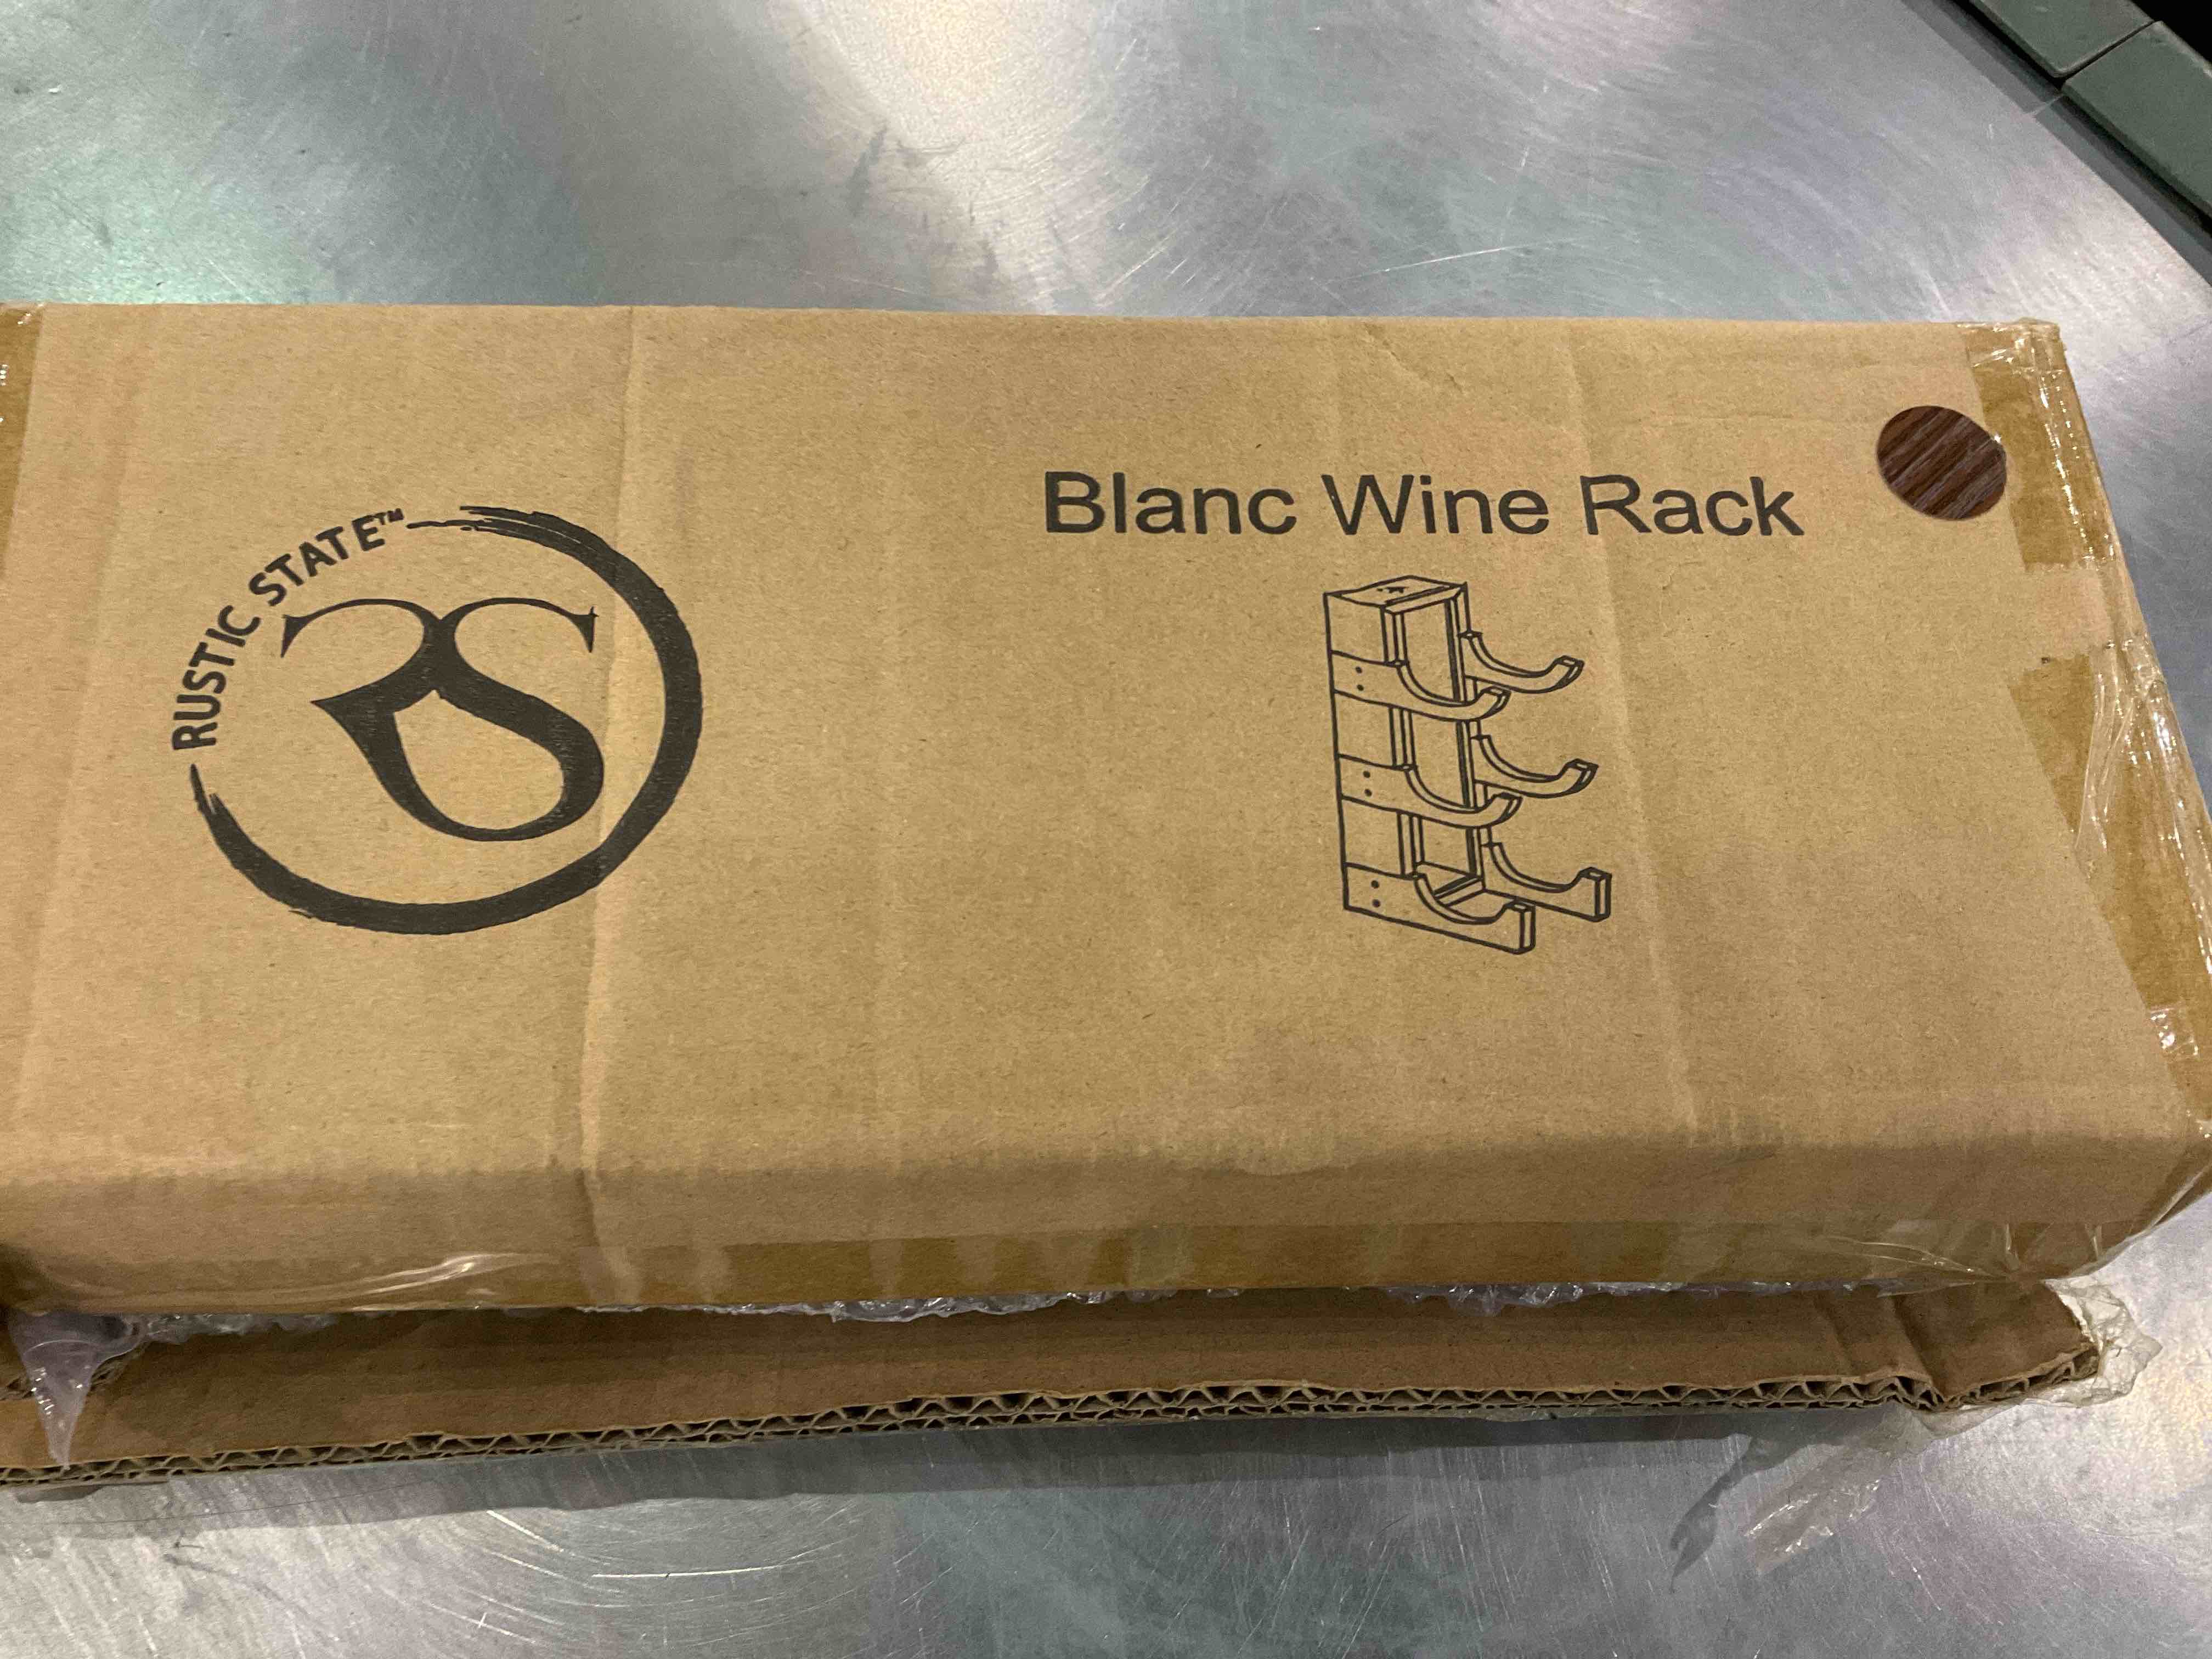 RUSTIC STATE™
RS
Blanc Wine Rack